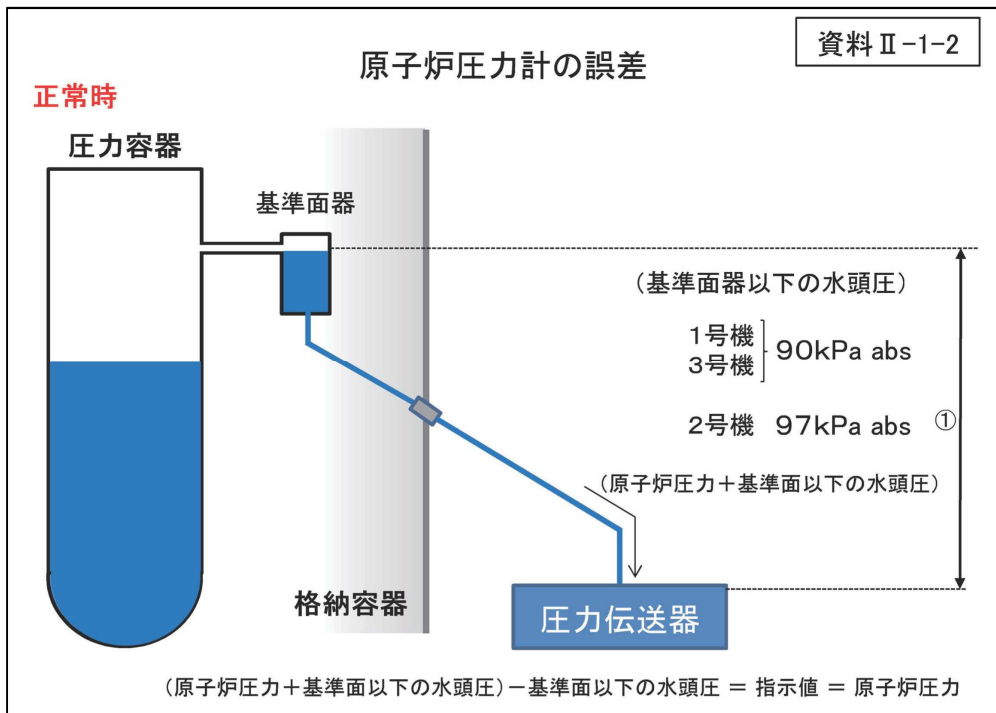 資料Ⅱ-1-2
原子炉圧力計の誤差
正常時
圧力容器
基準面器
（基準面器以下の水頭圧）
1号機
3号機
90kPa abs
2号機 97kPa abs
①
（原子炉圧力＋基準面以下の水頭圧）
格納容器
圧力伝送器
（原子炉圧力＋基準面以下の水頭圧）－基準面以下の水頭圧 ＝ 指示値 ＝ 原子炉圧力